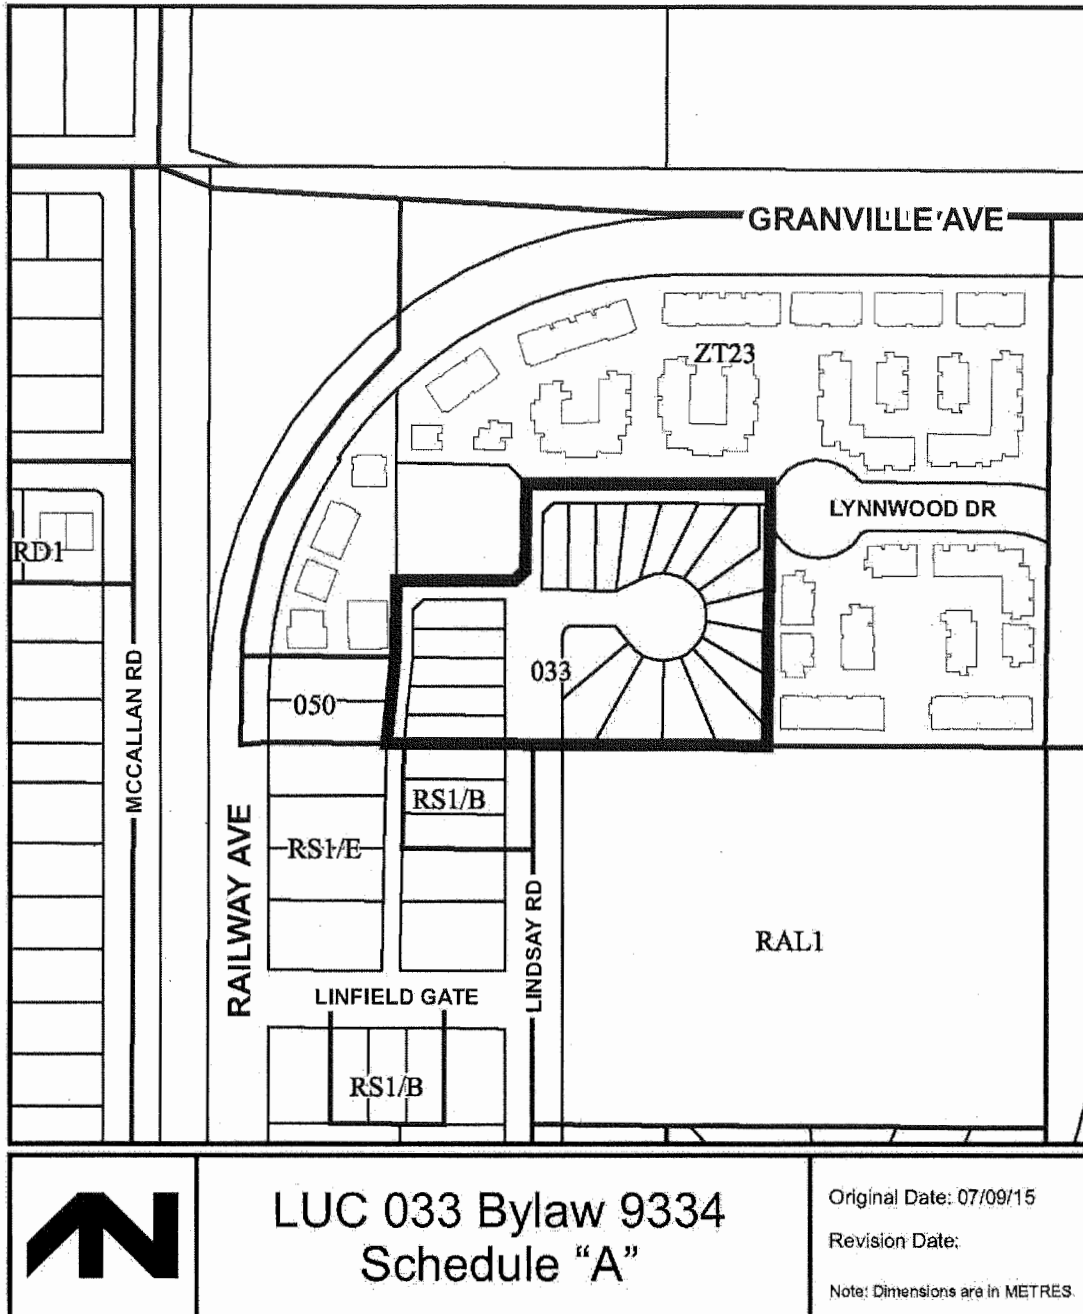 GRANVILLE AVE
ZT23
LYNNWOOD DR
RD1
033
050
MCCALLAN RD
RS1/B
RS1/E
RAILWAY AVE
LINDSAY RD
RAL1
LINFIELD GATE
RS1/B
LUC 033 Bylaw 9334
Schedule “A”
Original Date: 07/09/15
Revision Date:
Note: Dimensions are in METRES